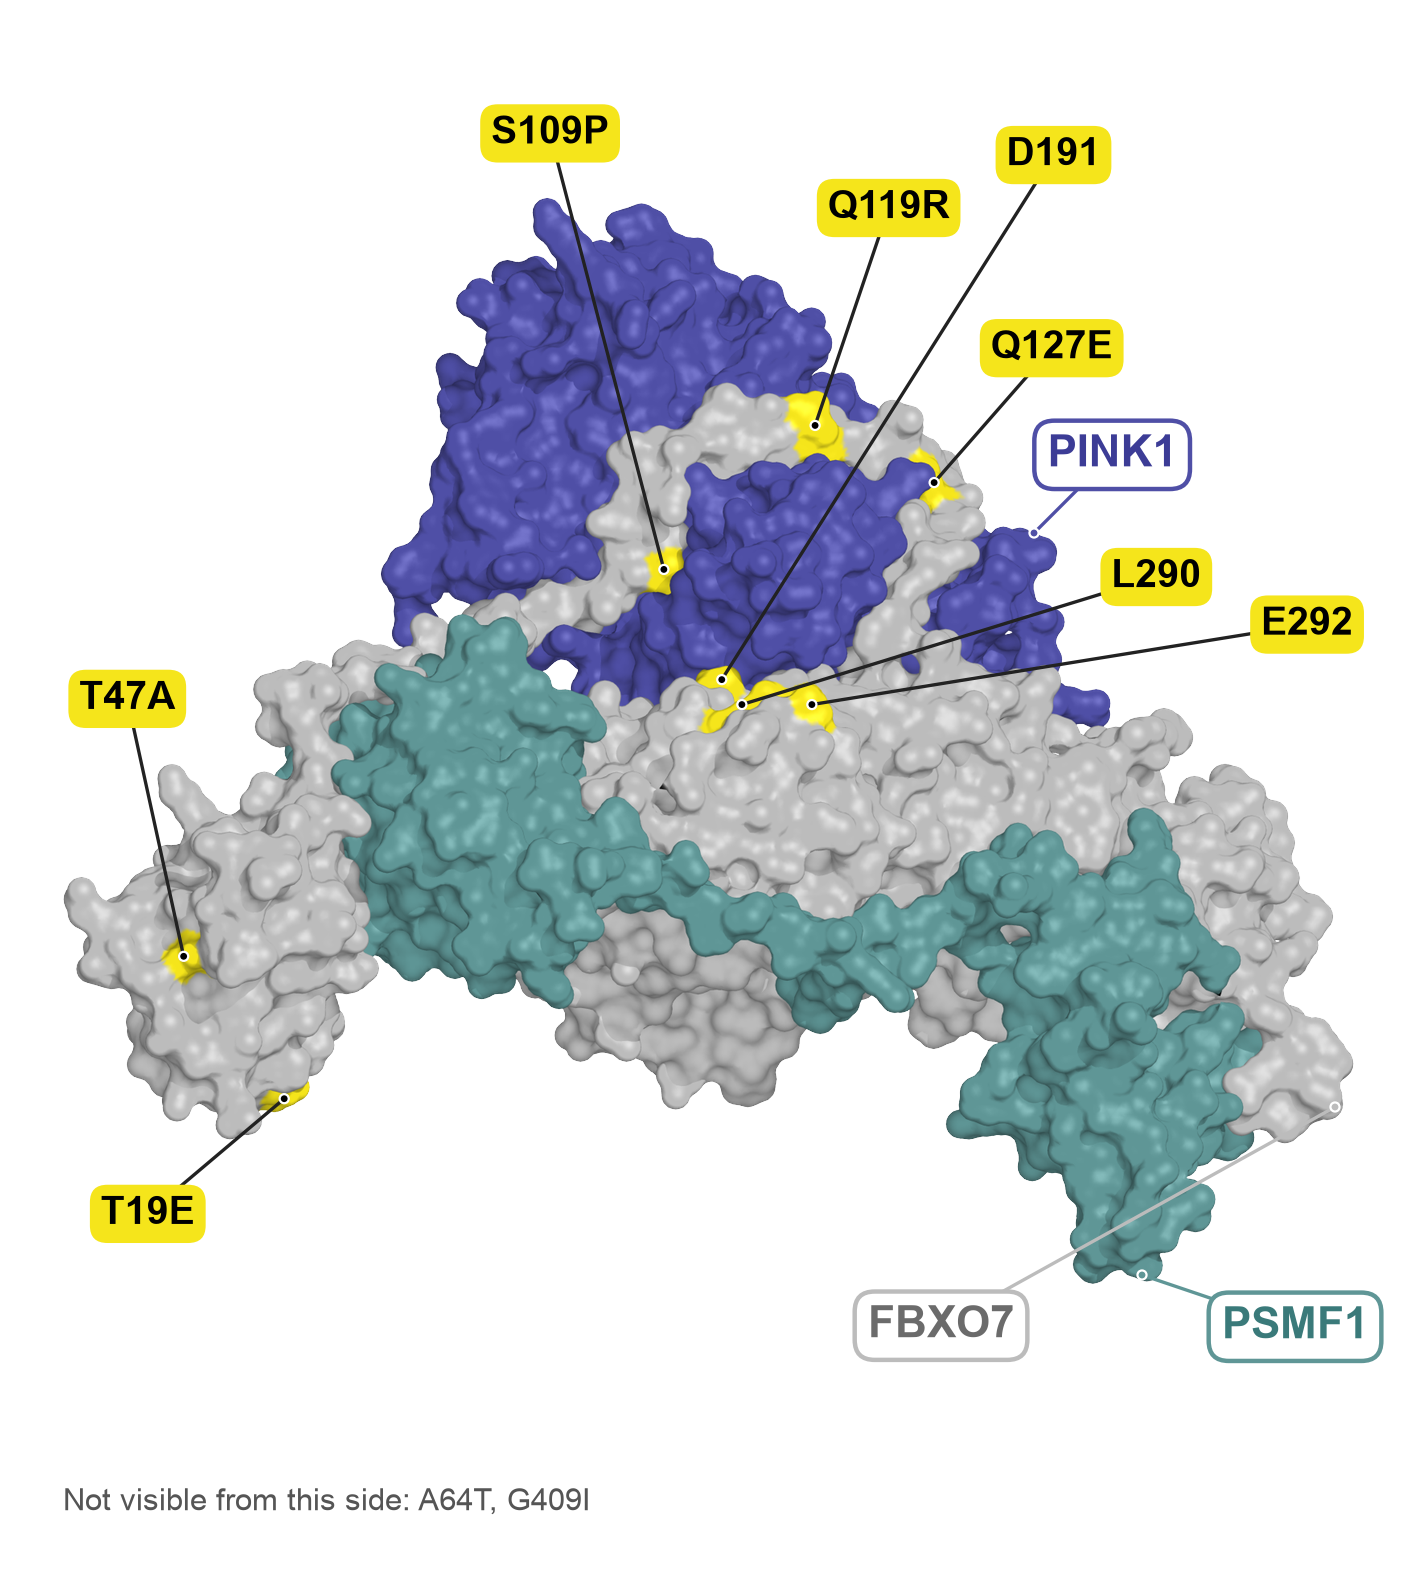 S109P
D191
Q119R
Q127E
PINK1
L290
E292
T47A
T19E
FBXO7
PSMF1
Not visible from this side: A64T, G409I